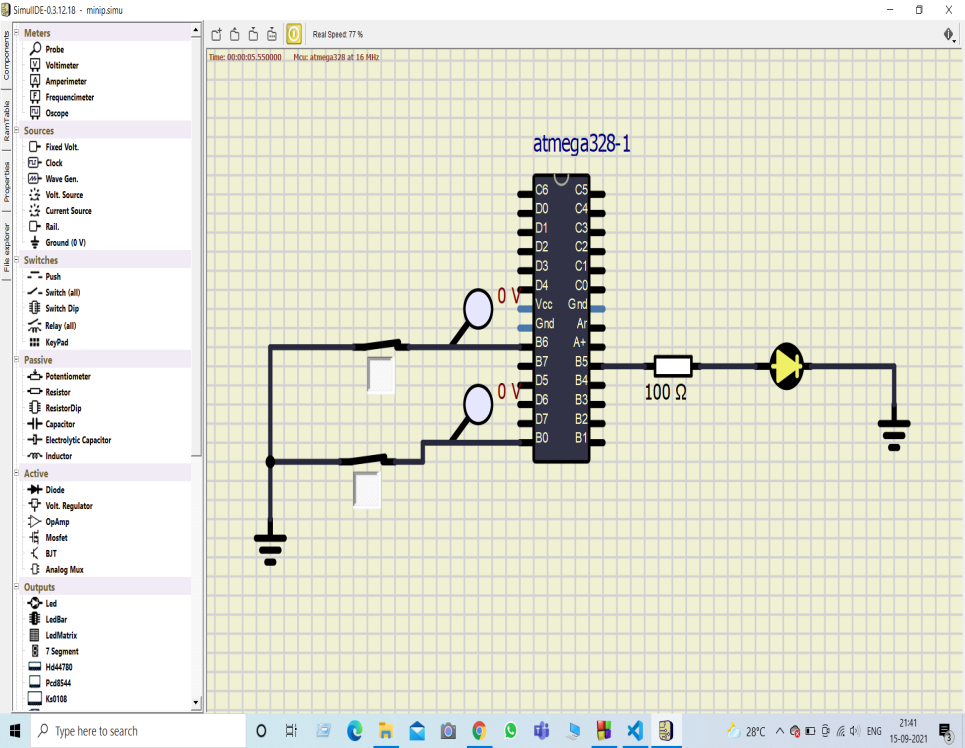 SimulIDE-0.3.12.18 - minip.simu
Components
RamTable
Properties
File explorer
Meters
Probe
Voltimeter
Amperimeter
Frequencimeter
Oscope
Sources
Fixed Volt.
Clock
Wave Gen.
Volt. Source
Current Source
Rail.
Ground (0 V)
Switches
Push
Switch (all)
Switch Dip
Relay (all)
KeyPad
Passive
Potentiometer
Resistor
ResistorDip
Capacitor
Electrolytic Capacitor
Inductor
Active
Diode
Volt. Regulator
OpAmp
Mosfet
BJT
Analog Mux
Outputs
Led
LedBar
LedMatrix
7 Segment
Hd44780
Pcd8544
Ks0108
Real Speed: 77 %
Time: 00:00:05.550000 Mcu: atmega328 at 16 MHz
atmega328-1
C6 C5
D0 C4
D1 C3
D2 C2
D3 C1
D4 C0
0 V
Vcc Gnd
Gnd Ar
B6 A+
B7 B5
D5 B4
0 V
D6 B3
D7 B2
B0 B1
100 Ω
Type here to search
28°C
ENG
21:41
15-09-2021
3